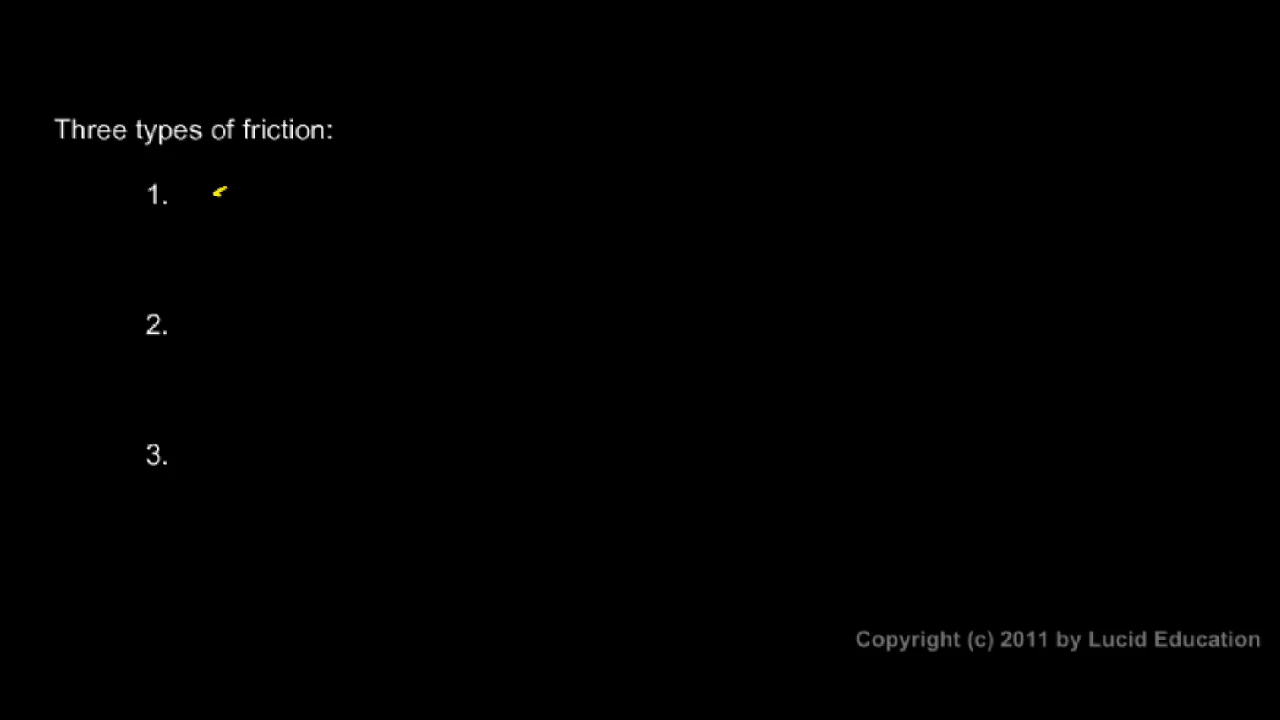 Three types of friction:
1.
2.
3.
Copyright (c) 2011 by Lucid Education